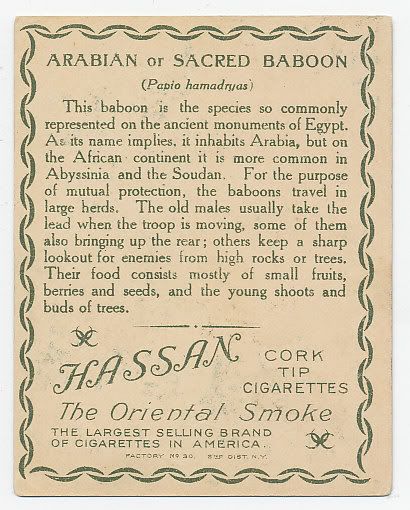 ARABIAN or SACRED BABOON
(Papio hamadryas)
This baboon is the species so commonly
represented on the ancient monuments of Egypt.
As its name implies, it inhabits Arabia, but on
the African continent it is more common in
Abyssinia and the Soudan. For the purpose
of mutual protection, the baboons travel in
large herds. The old males usually take the
lead when the troop is moving, some of them
also bringing up the rear; others keep a sharp
lookout for enemies from high rocks or trees.
Their food consists mostly of small fruits,
berries and seeds, and the young shoots and
buds of trees.
HASSAN
CORK
TIP
CIGARETTES
The Oriental Smoke
THE LARGEST SELLING BRAND
OF CIGARETTES IN AMERICA..
FACTORY Nº 30. 3RD DIST. N.Y.